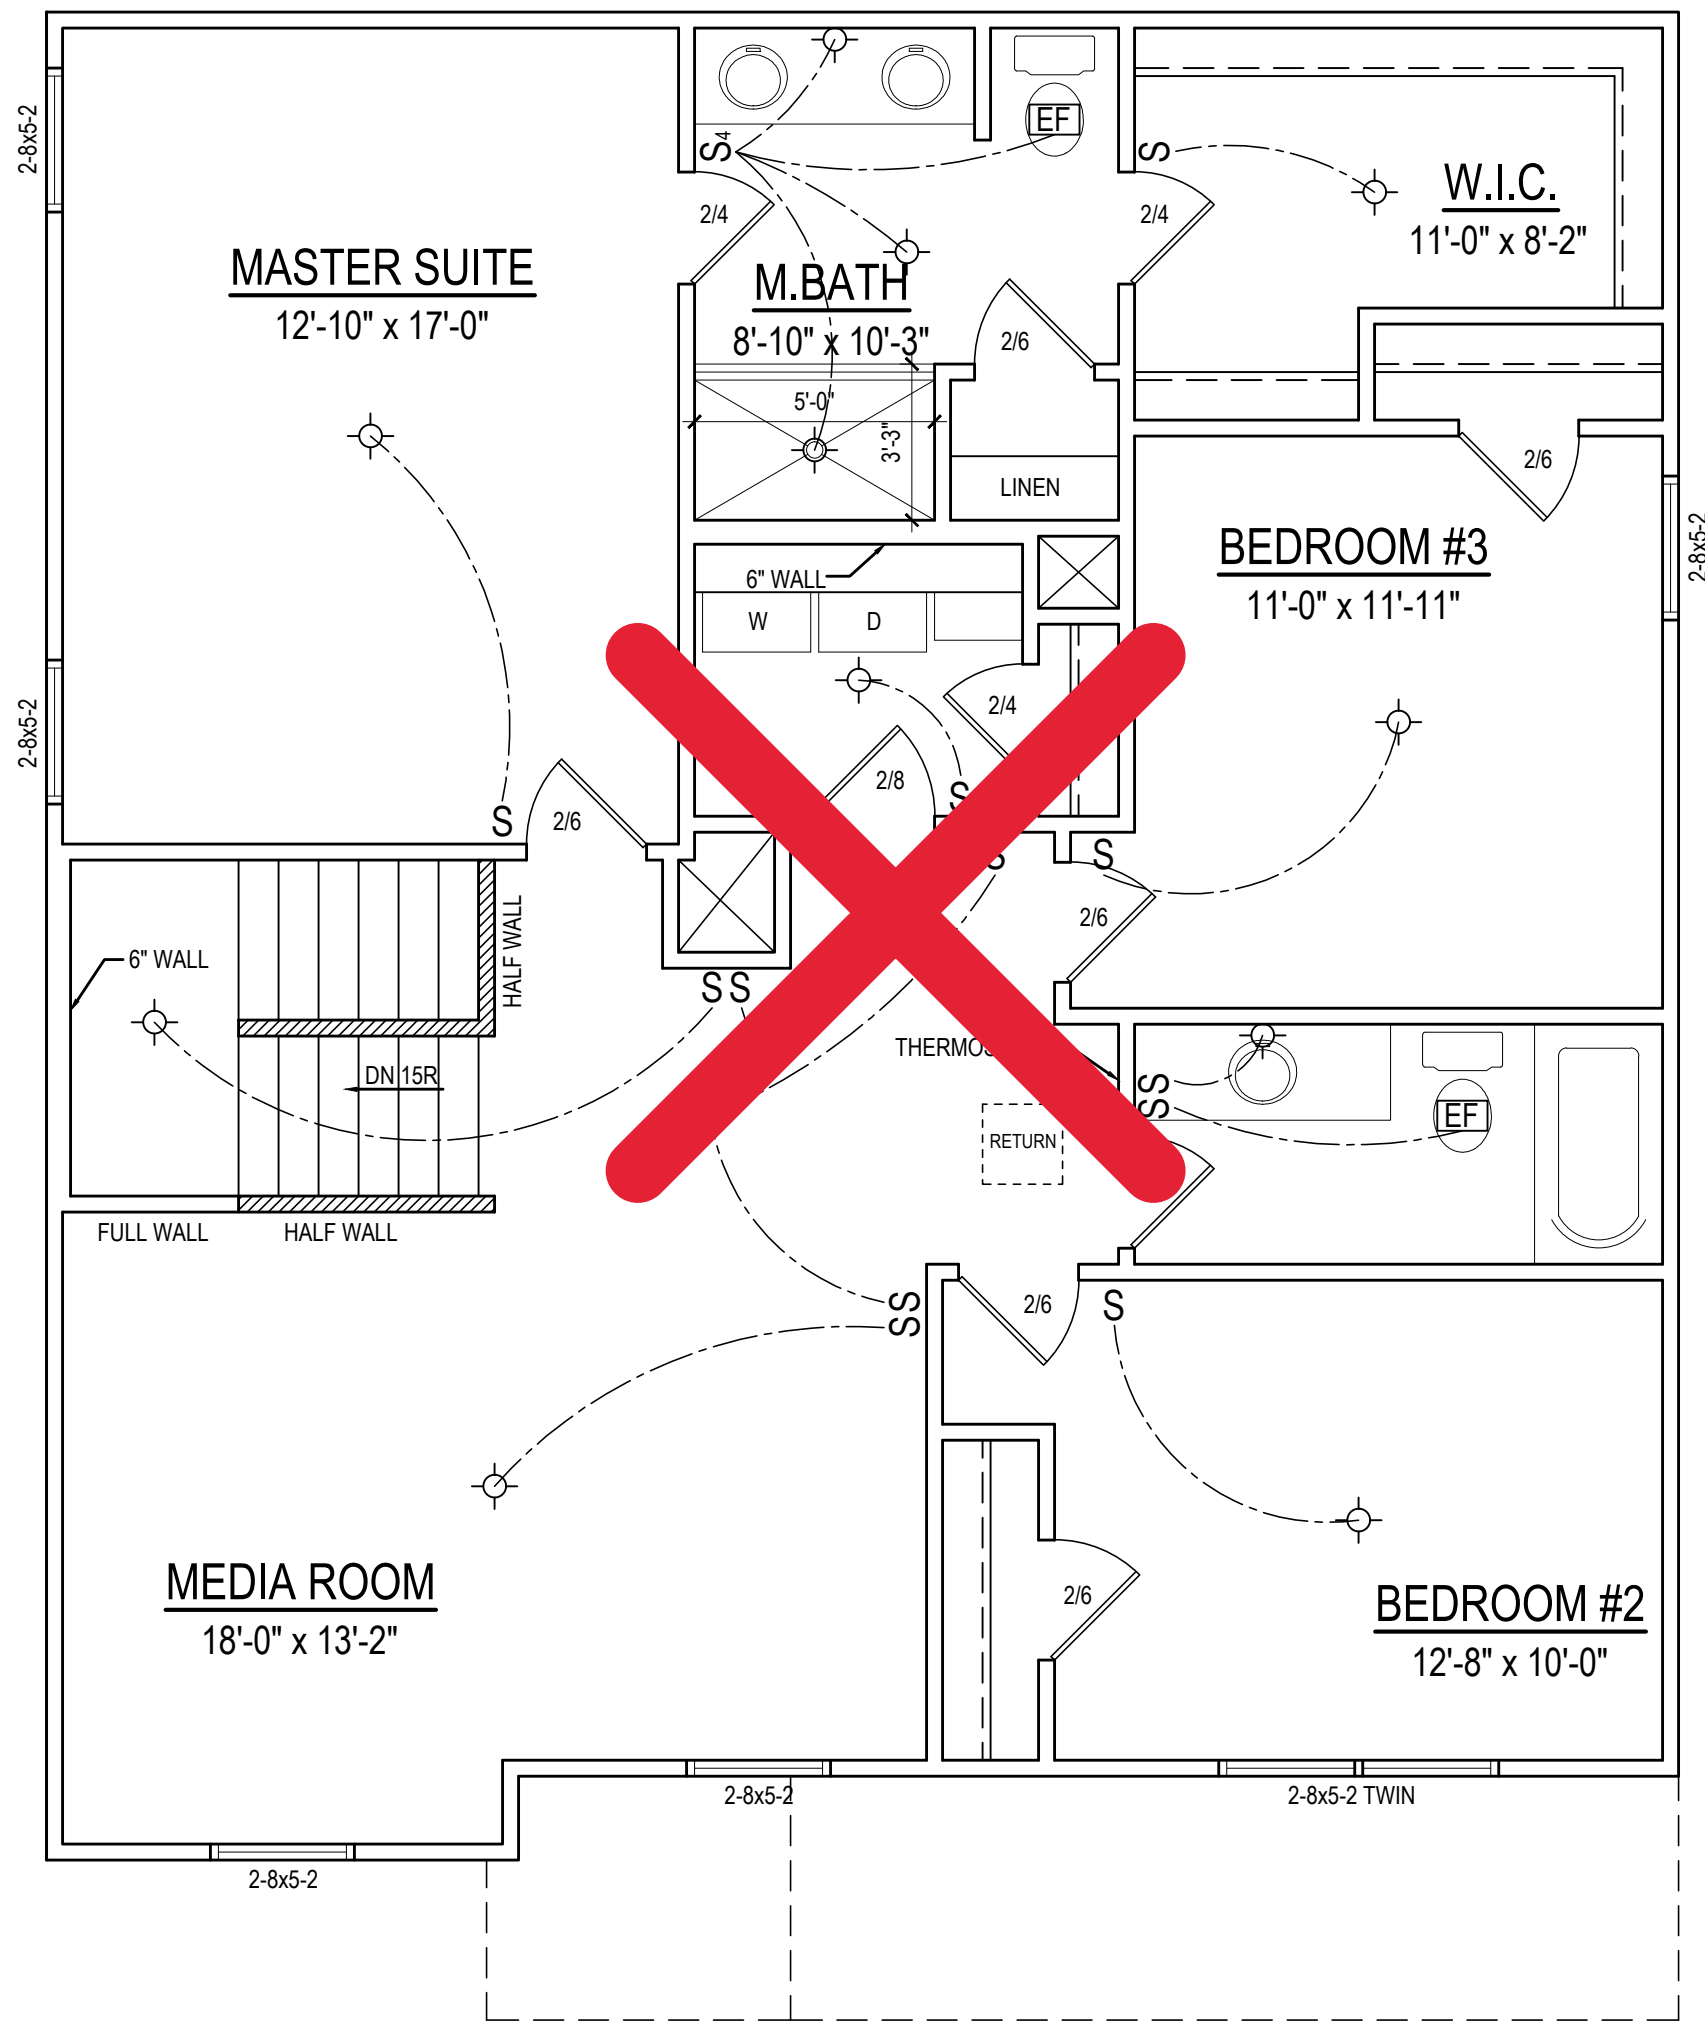 2-8x5-2
S4
EF
S
2/4
2/4
W.I.C.
11'-0" x 8'-2"
MASTER SUITE
12'-10" x 17'-0"
M.BATH
8'-10" x 10'-3"
2/6
5'-0"
3'-3"
LINEN
2/6
BEDROOM #3
11'-0" x 11'-11"
2-8x5-2
6" WALL
W
D
2-8x5-2
2/4
2/8
S
S
2/6
S
S
2/6
HALF WALL
6" WALL
SS
DN 15R
RETURN
SS
EF
FULL WALL
HALF WALL
SS
2/6
S
MEDIA ROOM
18'-0" x 13'-2"
2/6
BEDROOM #2
12'-8" x 10'-0"
2-8x5-2
2-8x5-2 TWIN
2-8x5-2